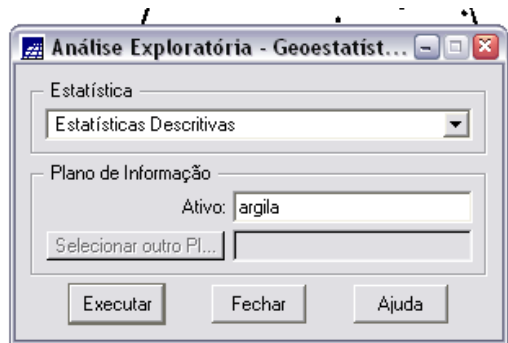 Análise Exploratória - Geoestatíst...
Estatística
Estatísticas Descritivas
Plano de Informação
Ativo: argila
Selecionar outro PI...
Executar Fechar Ajuda